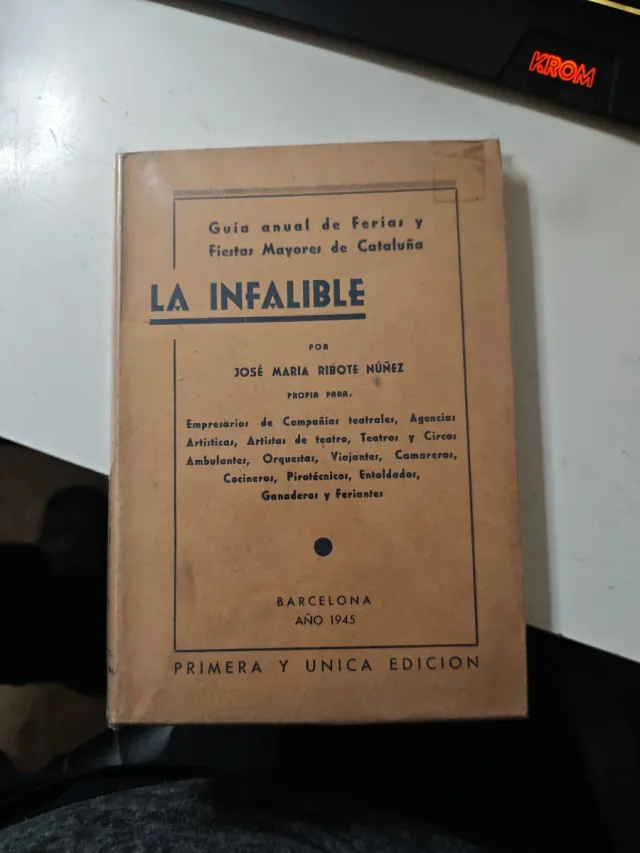 KROM
Guía anual de Ferias y
Fiestas Mayores de Cataluña
LA INFALIBLE
POR
JOSÉ MARIA RIBOTE NÚÑEZ
PROPIA PARA:
Empresarios de Compañías teatrales, Agencias
Artísticas, Artistas de teatro, Teatros y Circos
Ambulantes, Orquestas, Viajantes, Camareros,
Cocineros, Pirotécnicos, Entoldados,
Ganaderos y Feriantes
BARCELONA
AÑO 1945
PRIMERA Y UNICA EDICION